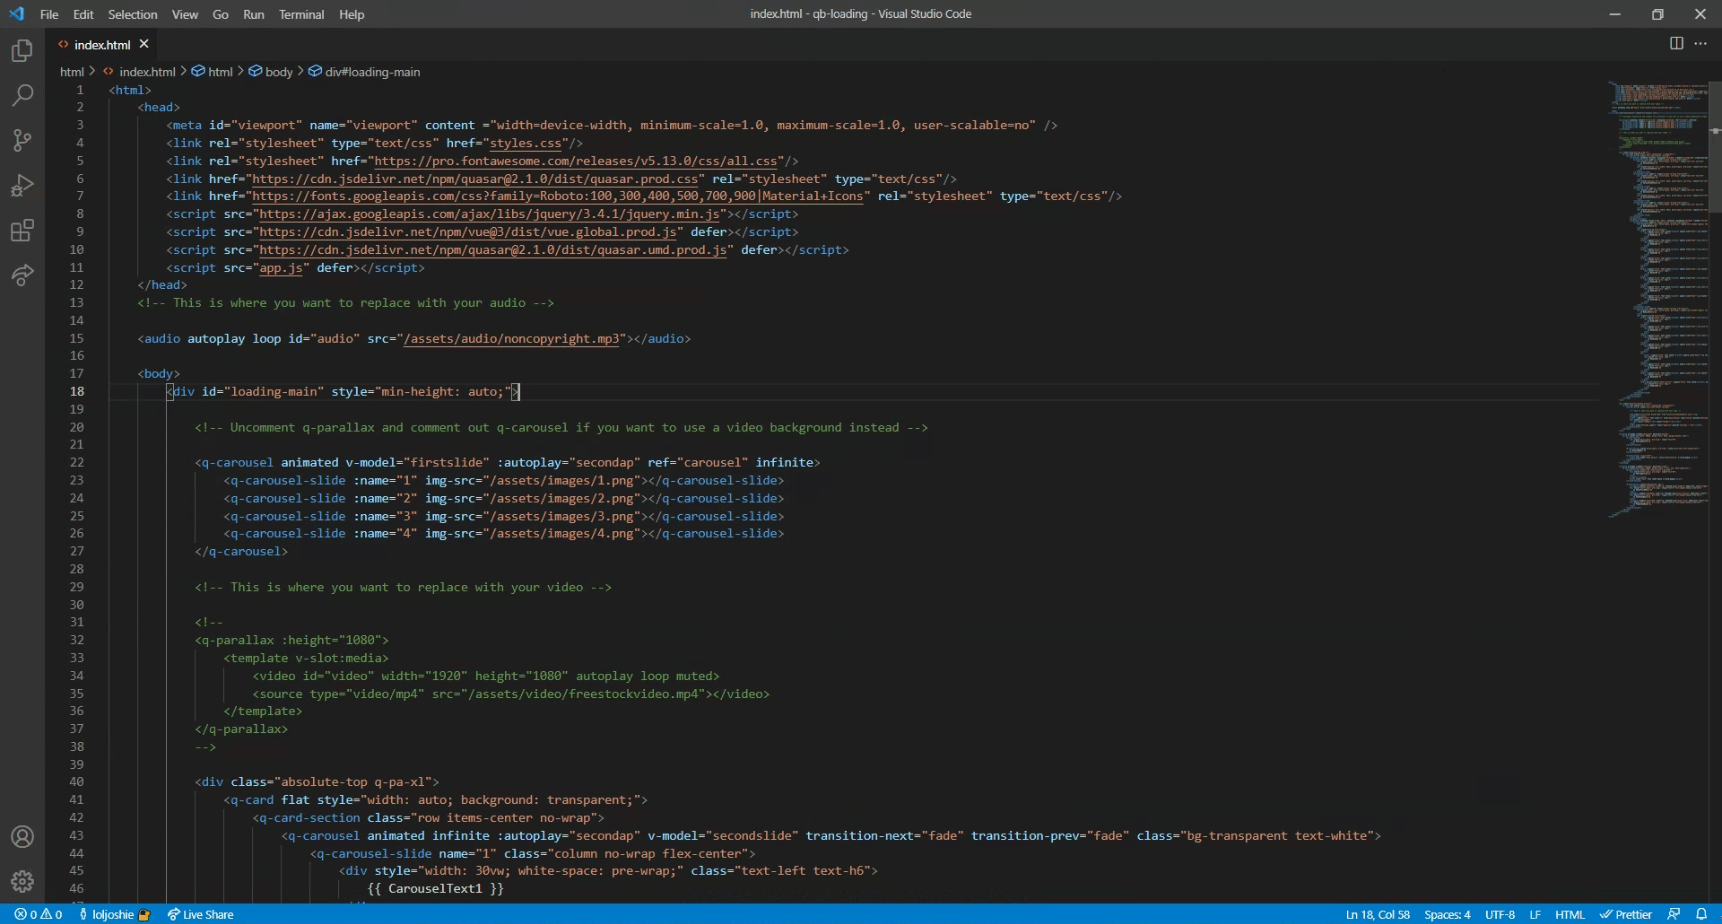 File Edit Selection View Go Run Terminal Help
index.html - qb-loading - Visual Studio Code
index.html
html > index.html > html > body > div#loading-main
1 <html>
2 <head>
3 <meta id="viewport" name="viewport" content ="width=device-width, minimum-scale=1.0, maximum-scale=1.0, user-scalable=no" />
4 <link rel="stylesheet" type="text/css" href="styles.css"/>
5 <link rel="stylesheet" href="https://pro.fontawesome.com/releases/v5.13.0/css/all.css"/>
6 <link href="https://cdn.jsdelivr.net/npm/quasar@2.1.0/dist/quasar.prod.css" rel="stylesheet" type="text/css"/>
7 <link href="https://fonts.googleapis.com/css?family=Roboto:100,300,400,500,700,900|Material+Icons" rel="stylesheet" type="text/css"/>
8 <script src="https://ajax.googleapis.com/ajax/libs/jquery/3.4.1/jquery.min.js"></script>
9 <script src="https://cdn.jsdelivr.net/npm/vue@3/dist/vue.global.prod.js" defer></script>
10 <script src="https://cdn.jsdelivr.net/npm/quasar@2.1.0/dist/quasar.umd.prod.js" defer></script>
11 <script src="app.js" defer></script>
12 </head>
13 <!-- This is where you want to replace with your audio -->
14
15 <audio autoplay loop id="audio" src="/assets/audio/noncopyright.mp3"></audio>
16
17 <body>
18 <div id="loading-main" style="min-height: auto;">
19
20 <!-- Uncomment q-parallax and comment out q-carousel if you want to use a video background instead -->
21
22 <q-carousel animated v-model="firstslide" :autoplay="secondap" ref="carousel" infinite>
23 <q-carousel-slide :name="1" img-src="/assets/images/1.png"></q-carousel-slide>
24 <q-carousel-slide :name="2" img-src="/assets/images/2.png"></q-carousel-slide>
25 <q-carousel-slide :name="3" img-src="/assets/images/3.png"></q-carousel-slide>
26 <q-carousel-slide :name="4" img-src="/assets/images/4.png"></q-carousel-slide>
27 </q-carousel>
28
29 <!-- This is where you want to replace with your video -->
30
31 <!--
32 <q-parallax :height="1080">
33 <template v-slot:media>
34 <video id="video" width="1920" height="1080" autoplay loop muted>
35 <source type="video/mp4" src="/assets/video/freestockvideo.mp4"></video>
36 </template>
37 </q-parallax>
38 -->
39
40 <div class="absolute-top q-pa-xl">
41 <q-card flat style="width: auto; background: transparent;">
42 <q-card-section class="row items-center no-wrap">
43 <q-carousel animated infinite :autoplay="secondap" v-model="secondslide" transition-next="fade" transition-prev="fade" class="bg-transparent text-white">
44 <q-carousel-slide name="1" class="column no-wrap flex-center">
45 <div style="width: 30vw; white-space: pre-wrap;" class="text-left text-h6">
46 {{ CarouselText1 }}
0 0 loljoshie Live Share Ln 18, Col 58 Spaces: 4 UTF-8 LF HTML Prettier